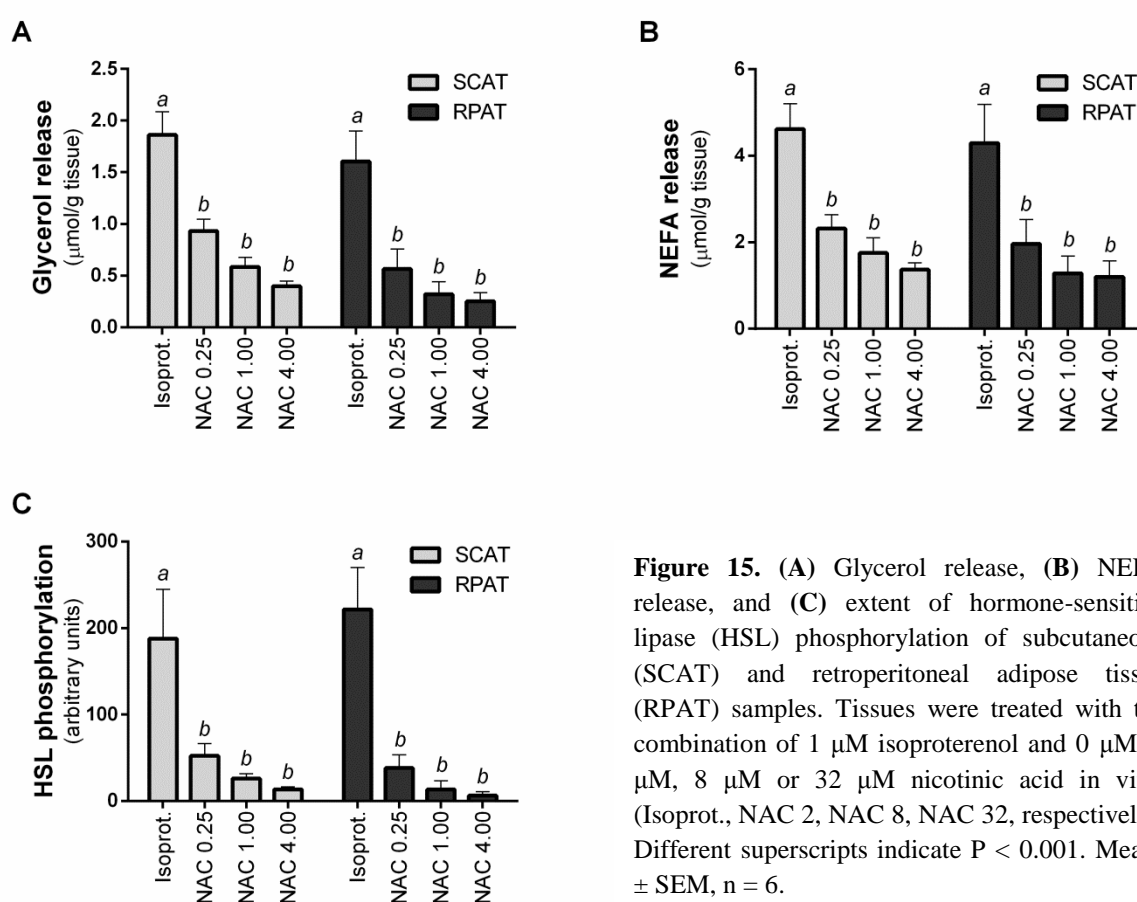 A
Glycerol release
(μmol/g tissue)
2.5
2.0
1.5
1.0
0.5
0.0
SCAT
RPAT
a
b
b
b
a
b
b
b
Isoprot.
NAC 0.25
NAC 1.00
NAC 4.00
Isoprot.
NAC 0.25
NAC 1.00
NAC 4.00
B
NEFA release
(μmol/g tissue)
6
4
2
0
SCAT
RPAT
a
b
b
b
a
b
b
b
Isoprot.
NAC 0.25
NAC 1.00
NAC 4.00
Isoprot.
NAC 0.25
NAC 1.00
NAC 4.00
C
HSL phosphorylation
(arbitrary units)
300
200
100
0
SCAT
RPAT
a
b
b
b
a
b
b
b
Isoprot.
NAC 0.25
NAC 1.00
NAC 4.00
Isoprot.
NAC 0.25
NAC 1.00
NAC 4.00
Figure 15. (A) Glycerol release, (B) NEF
release, and (C) extent of hormone-sensiti
lipase (HSL) phosphorylation of subcutaneo
(SCAT) and retroperitoneal adipose tiss
(RPAT) samples. Tissues were treated with t
combination of 1 μM isoproterenol and 0 μM
μM, 8 μM or 32 μM nicotinic acid in vi
(Isoprot., NAC 2, NAC 8, NAC 32, respectivel
Different superscripts indicate P < 0.001. Mea
± SEM, n = 6.